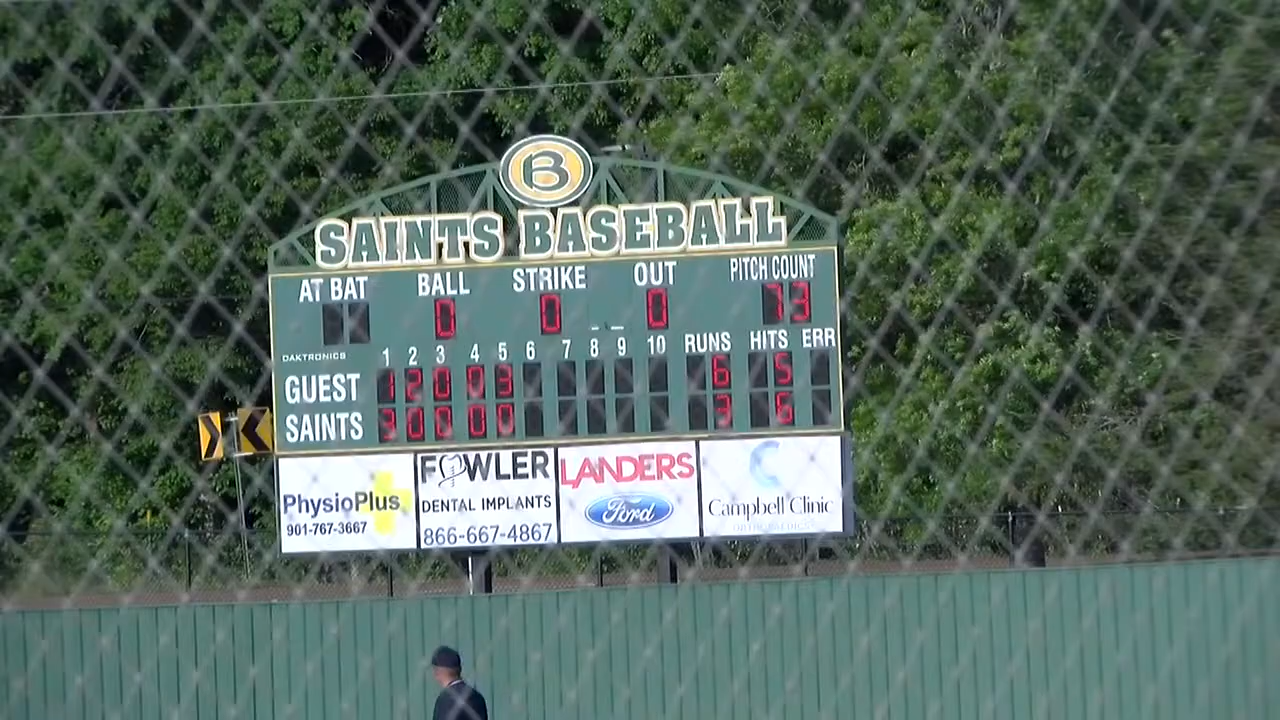 B
SAINTS BASEBALL
AT BAT BALL STRIKE OUT PITCH COUNT
0 0 0 73
DAKTRONICS 1 2 3 4 5 6 7 8 9 10 RUNS HITS ERR
GUEST 1 2 0 0 3 6 5
SAINTS 3 0 0 0 0 3
PhysioPlus
901-767-3667
FOWLER
DENTAL IMPLANTS
866-667-4867
LANDERS
Ford
Campbell Clinic
ORTHOPAEDICS